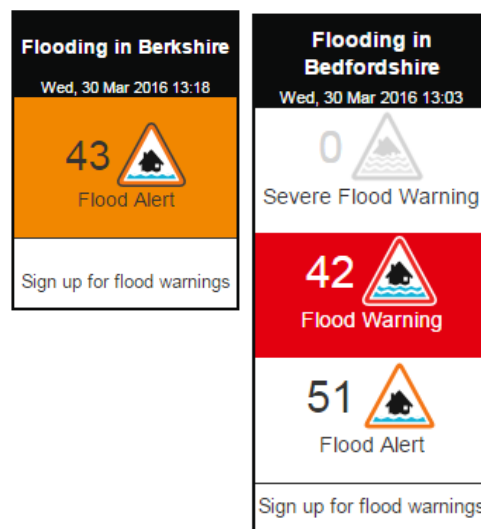 Flooding in Berkshire
Wed, 30 Mar 2016 13:18
43
Flood Alert
Sign up for flood warnings
Flooding in
Bedfordshire
Wed, 30 Mar 2016 13:03
0
Severe Flood Warning
42
Flood Warning
51
Flood Alert
Sign up for flood warnings